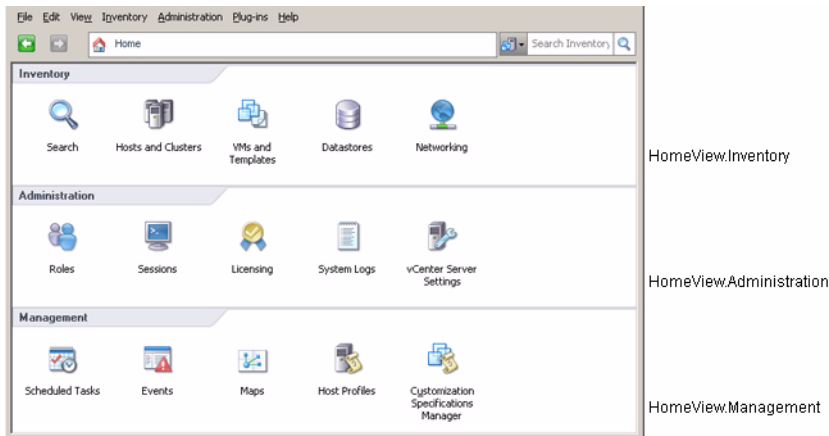 File Edit View Inventory Administration Plug-ins Help
Home
Search Inventory
Inventory
Search Hosts and Clusters VMs and Templates Datastores Networking
HomeView.Inventory
Administration
Roles Sessions Licensing System Logs vCenter Server Settings
HomeView.Administration
Management
Scheduled Tasks Events Maps Host Profiles Customization Specifications Manager
HomeView.Management